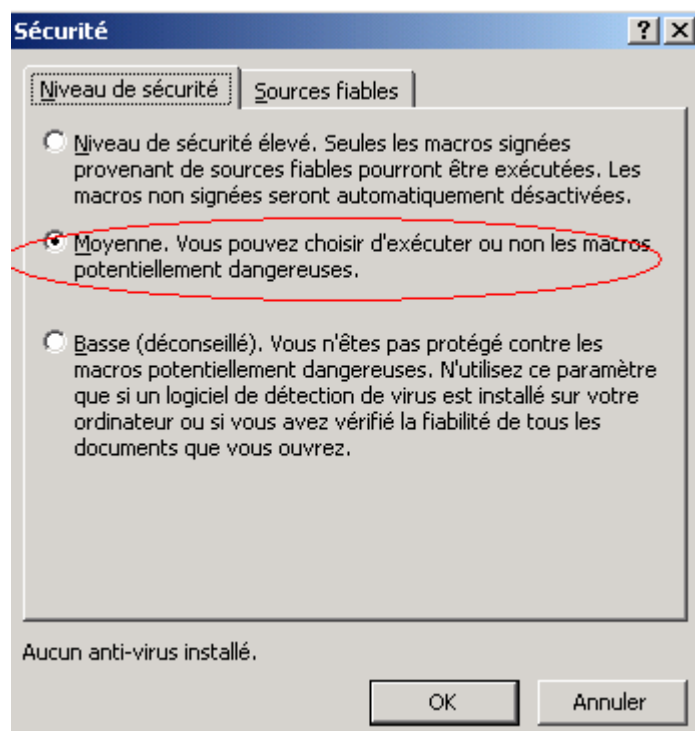 Sécurité
Niveau de sécurité
Sources fiables
Niveau de sécurité élevé. Seules les macros signées
provenant de sources fiables pourront être exécutées. Les
macros non signées seront automatiquement désactivées.
Moyenne. Vous pouvez choisir d'exécuter ou non les macros
potentiellement dangereuses.
Basse (déconseillé). Vous n'êtes pas protégé contre les
macros potentiellement dangereuses. N'utilisez ce paramètre
que si un logiciel de détection de virus est installé sur votre
ordinateur ou si vous avez vérifié la fiabilité de tous les
documents que vous ouvrez.
Aucun anti-virus installé.
OK
Annuler